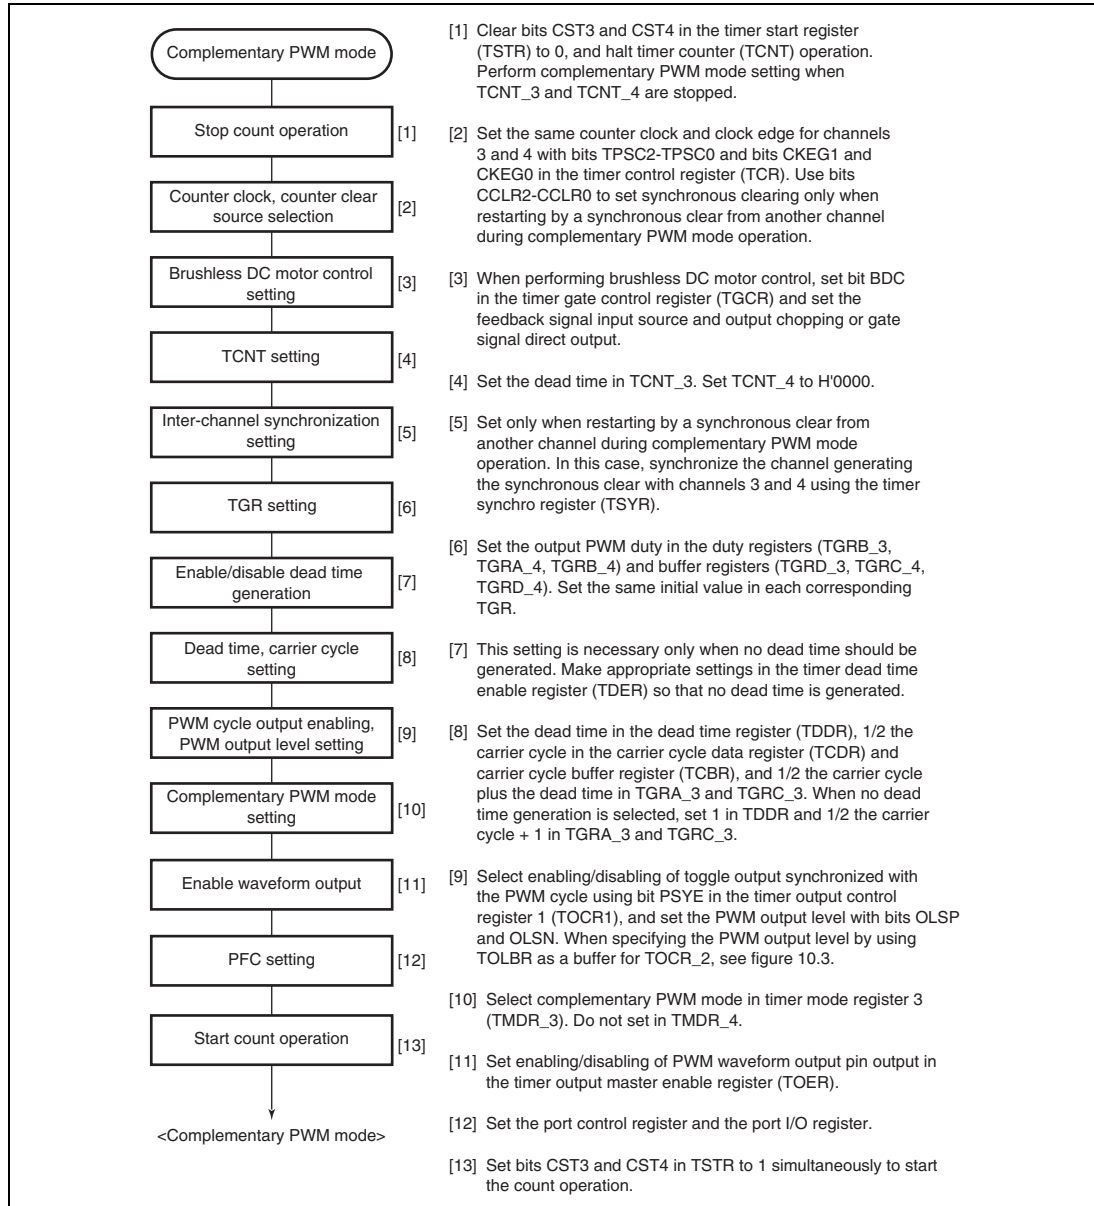 Complementary PWM mode
Stop count operation
[1]
Counter clock, counter clear
source selection
[2]
Brushless DC motor control
setting
[3]
TCNT setting
[4]
Inter-channel synchronization
setting
[5]
TGR setting
[6]
Enable/disable dead time
generation
[7]
Dead time, carrier cycle
setting
[8]
PWM cycle output enabling,
PWM output level setting
[9]
Complementary PWM mode
setting
[10]
Enable waveform output
[11]
PFC setting
[12]
Start count operation
[13]
<Complementary PWM mode>
[1] Clear bits CST3 and CST4 in the timer start register
(TSTR) to 0, and halt timer counter (TCNT) operation.
Perform complementary PWM mode setting when
TCNT_3 and TCNT_4 are stopped.
[2] Set the same counter clock and clock edge for channels
3 and 4 with bits TPSC2-TPSC0 and bits CKEG1 and
CKEG0 in the timer control register (TCR). Use bits
CCLR2-CCLR0 to set synchronous clearing only when
restarting by a synchronous clear from another channel
during complementary PWM mode operation.
[3] When performing brushless DC motor control, set bit BDC
in the timer gate control register (TGCR) and set the
feedback signal input source and output chopping or gate
signal direct output.
[4] Set the dead time in TCNT_3. Set TCNT_4 to H'0000.
[5] Set only when restarting by a synchronous clear from
another channel during complementary PWM mode
operation. In this case, synchronize the channel generating
the synchronous clear with channels 3 and 4 using the timer
synchro register (TSYR).
[6] Set the output PWM duty in the duty registers (TGRB_3,
TGRA_4, TGRB_4) and buffer registers (TGRD_3, TGRC_4,
TGRD_4). Set the same initial value in each corresponding
TGR.
[7] This setting is necessary only when no dead time should be
generated. Make appropriate settings in the timer dead time
enable register (TDER) so that no dead time is generated.
[8] Set the dead time in the dead time register (TDDR), 1/2 the
carrier cycle in the carrier cycle data register (TCDR) and
carrier cycle buffer register (TCBR), and 1/2 the carrier cycle
plus the dead time in TGRA_3 and TGRC_3. When no dead
time generation is selected, set 1 in TDDR and 1/2 the carrier
cycle + 1 in TGRA_3 and TGRC_3.
[9] Select enabling/disabling of toggle output synchronized with
the PWM cycle using bit PSYE in the timer output control
register 1 (TOCR1), and set the PWM output level with bits OLSP
and OLSN. When specifying the PWM output level by using
TOLBR as a buffer for TOCR_2, see figure 10.3.
[10] Select complementary PWM mode in timer mode register 3
(TMDR_3). Do not set in TMDR_4.
[11] Set enabling/disabling of PWM waveform output pin output in
the timer output master enable register (TOER).
[12] Set the port control register and the port I/O register.
[13] Set bits CST3 and CST4 in TSTR to 1 simultaneously to start
the count operation.